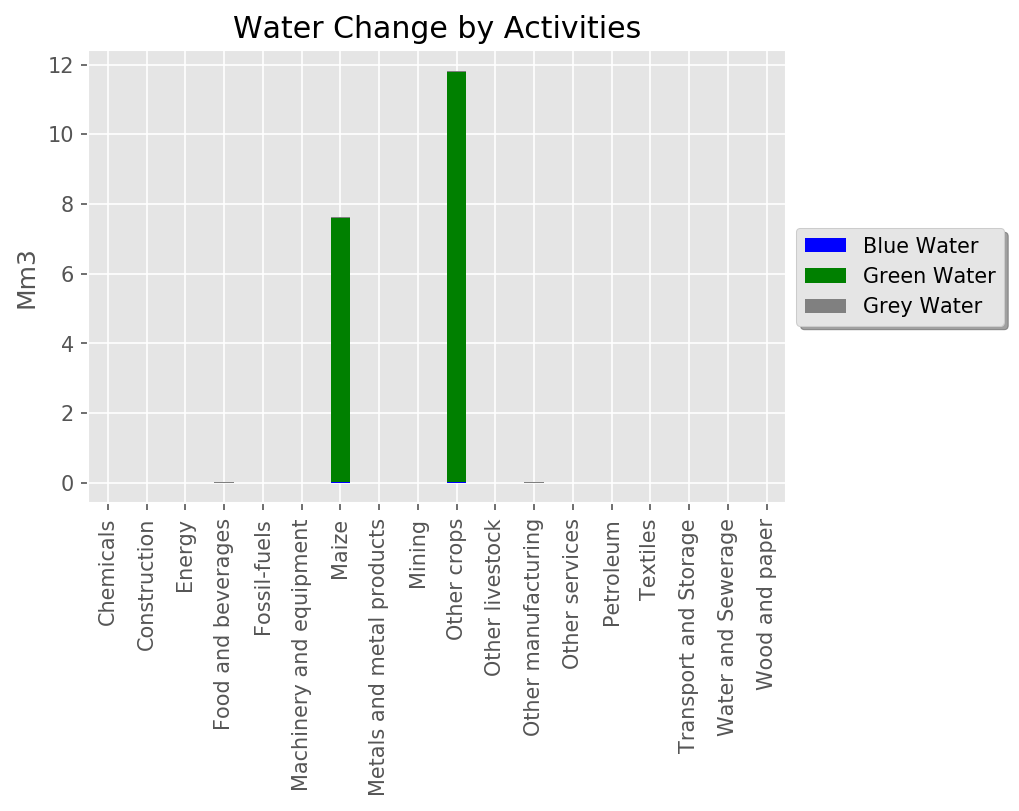 Water Change by Activities
Mm3
12
10
8
6
4
2
0
Chemicals
Construction
Energy
Food and beverages
Fossil-fuels
Machinery and equipment
Maize
Metals and metal products
Mining
Other crops
Other livestock
Other manufacturing
Other services
Petroleum
Textiles
Transport and Storage
Water and Sewerage
Wood and paper
Blue Water
Green Water
Grey Water